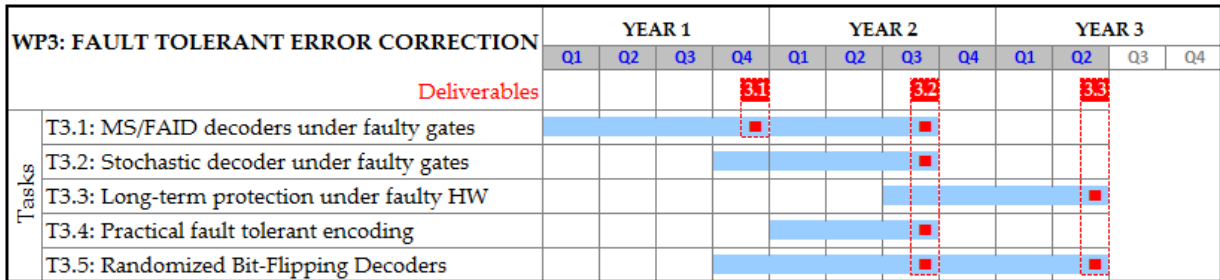 WP3: FAULT TOLERANT ERROR CORRECTION YEAR 1 YEAR 2 YEAR 3
Q1 Q2 Q3 Q4 Q1 Q2 Q3 Q4 Q1 Q2 Q3 Q4
Deliverables 3.1 3.2 3.3
Tasks
T3.1: MS/FAID decoders under faulty gates
T3.2: Stochastic decoder under faulty gates
T3.3: Long-term protection under faulty HW
T3.4: Practical fault tolerant encoding
T3.5: Randomized Bit-Flipping Decoders